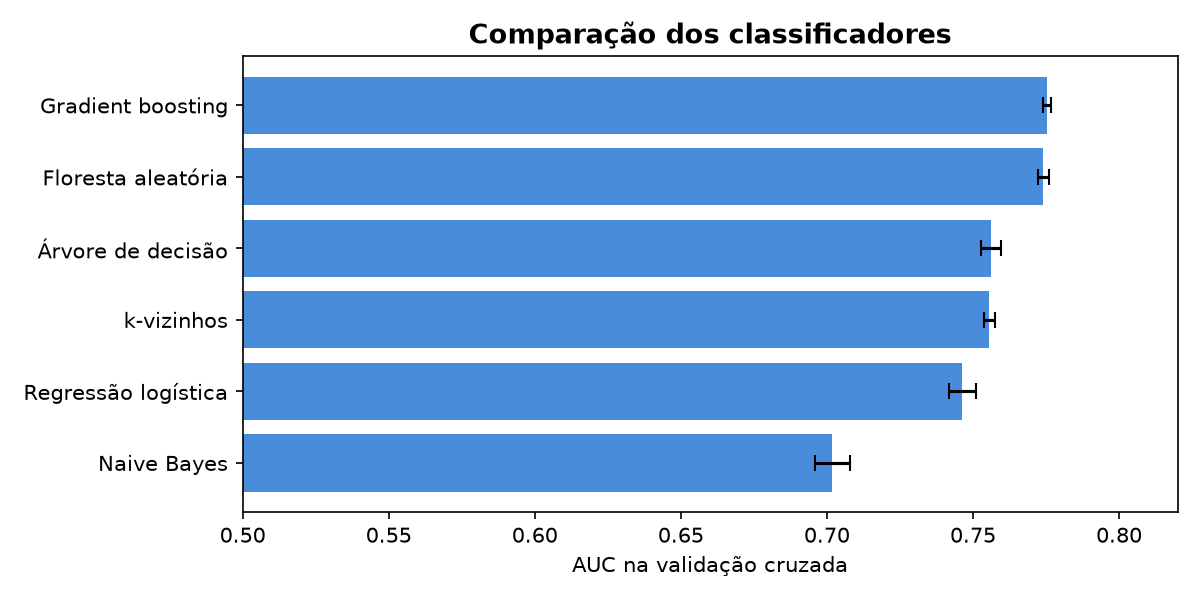 Comparação dos classificadores
Gradient boosting
Floresta aleatória
Árvore de decisão
k-vizinhos
Regressão logística
Naive Bayes
0.50 0.55 0.60 0.65 0.70 0.75 0.80
AUC na validação cruzada